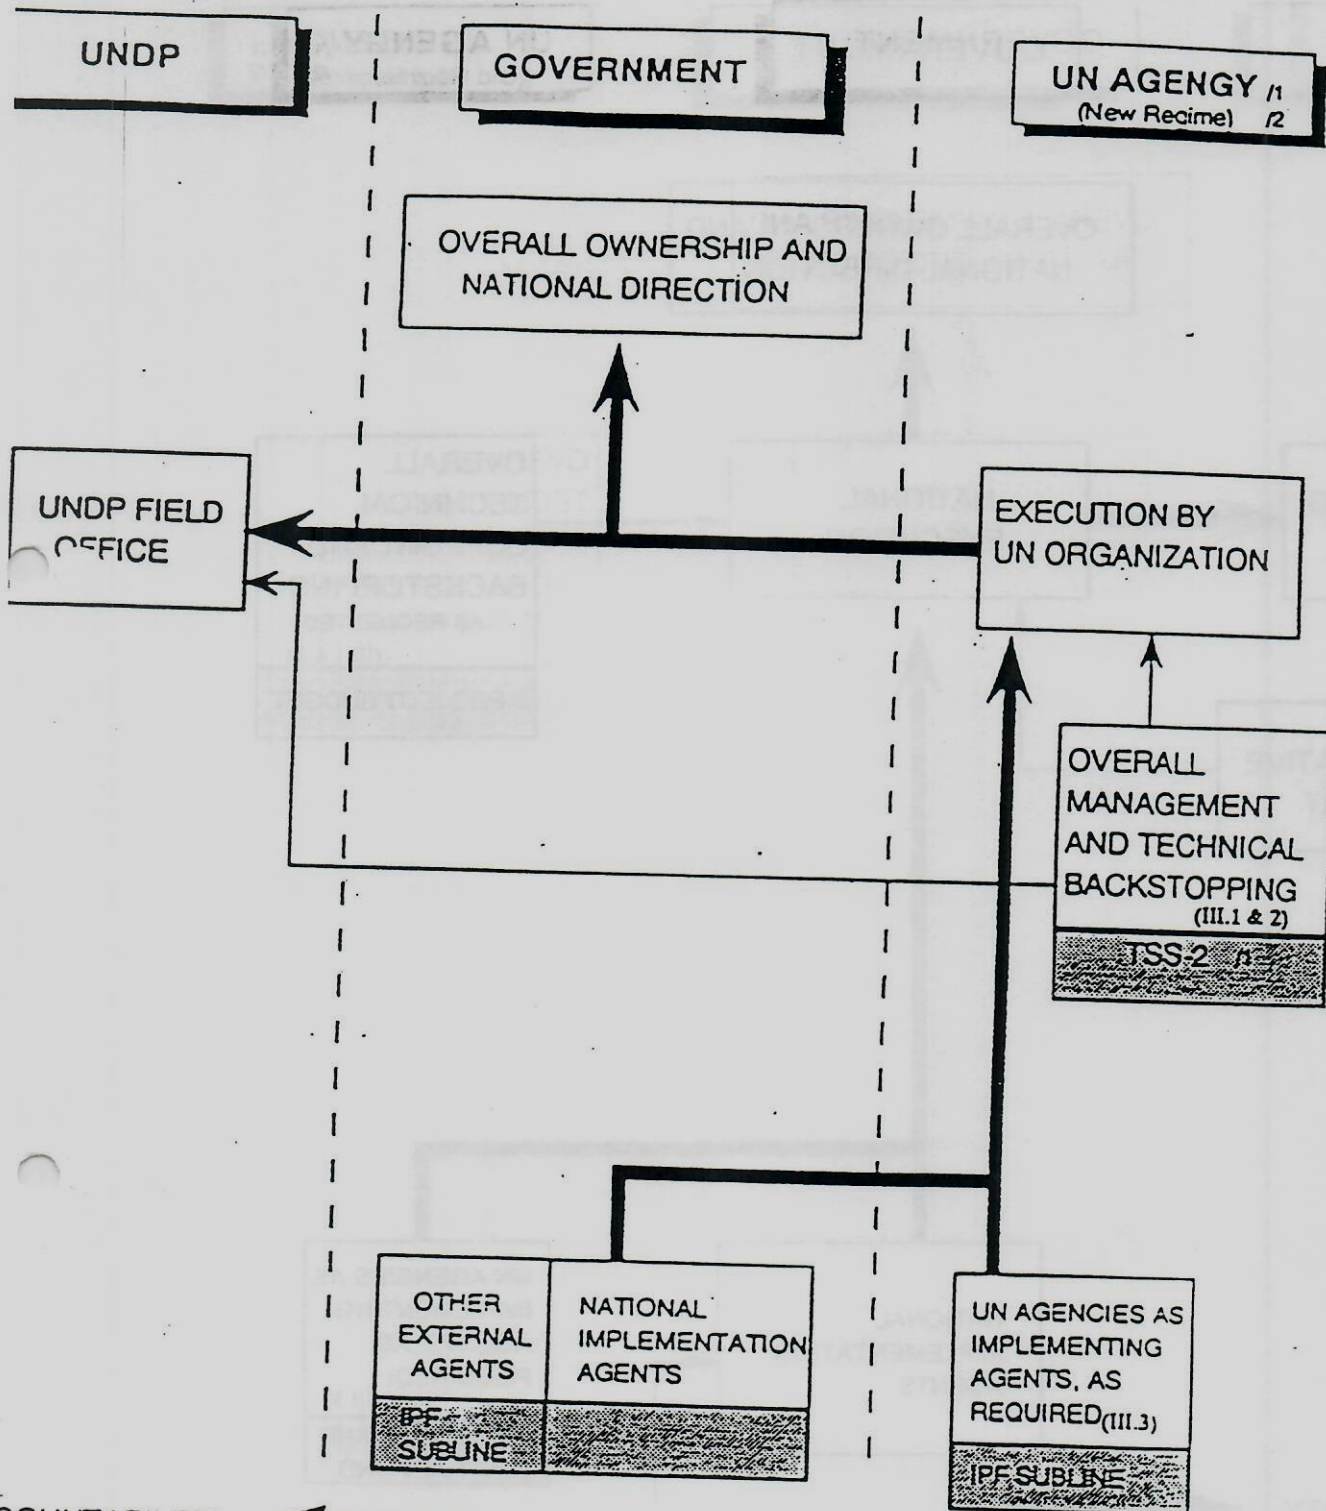 UNDP
GOVERNMENT
UN AGENGY /1
(New Regime) /2
OVERALL OWNERSHIP AND
NATIONAL DIRECTION
UNDP FIELD
OFFICE
EXECUTION BY
UN ORGANIZATION
OVERALL
MANAGEMENT
AND TECHNICAL
BACKSTOPPING
(III.1 & 2)
TSS-2 /1
OTHER
EXTERNAL
AGENTS
IPF
SUBLINE
NATIONAL
IMPLEMENTATION
AGENTS
UN AGENCIES AS
IMPLEMENTING
AGENTS, AS
REQUIRED (III.3)
IPF SUBLINE